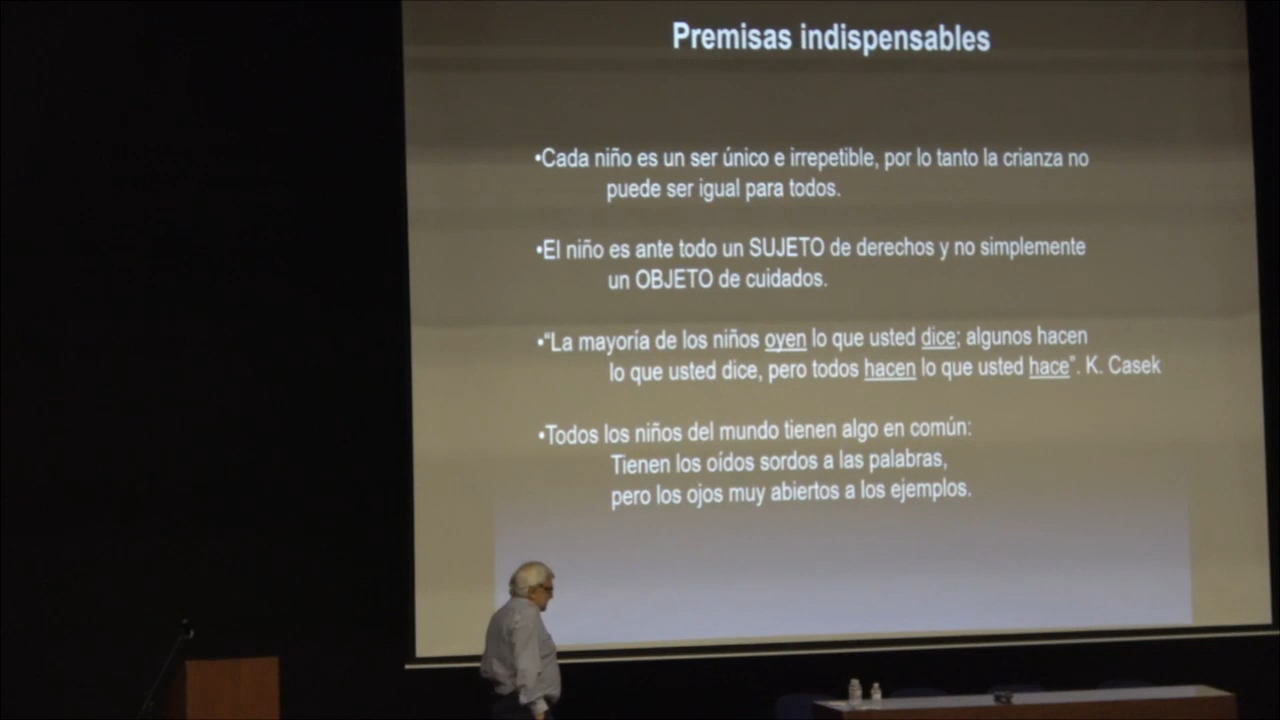 Premisas indispensables
•Cada niño es un ser único e irrepetible, por lo tanto la crianza no
puede ser igual para todos.
•El niño es ante todo un SUJETO de derechos y no simplemente
un OBJETO de cuidados.
•“La mayoría de los niños oyen lo que usted dice; algunos hacen
lo que usted dice, pero todos hacen lo que usted hace”. K. Casek
•Todos los niños del mundo tienen algo en común:
Tienen los oídos sordos a las palabras,
pero los ojos muy abiertos a los ejemplos.